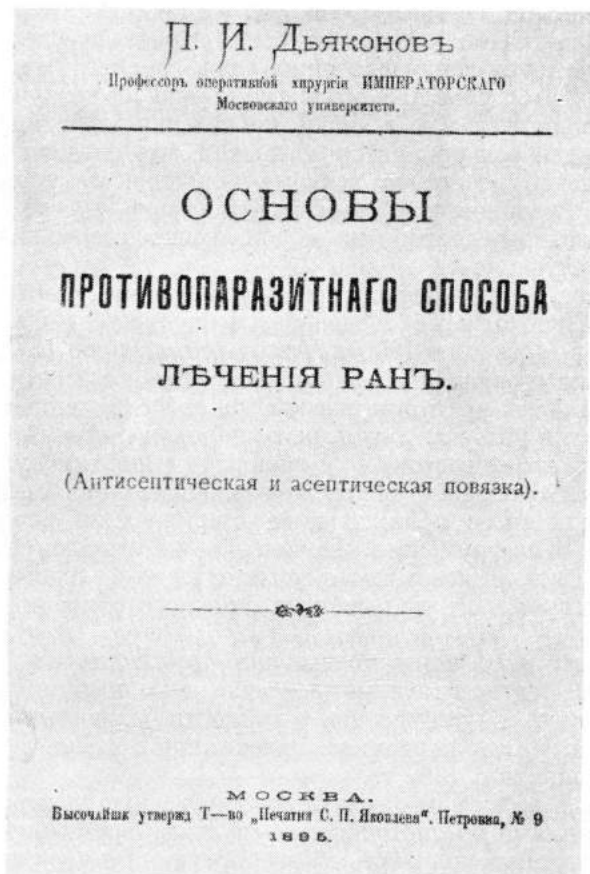 П. И. Дьяконовъ
Профессоръ оперативной хирургіи ИМПЕРАТОРСКАГО
Московскаго университета.
ОСНОВЫ
ПРОТИВОПАРАЗИТНАГО СПОСОБА
ЛѢЧЕНІЯ РАНЪ.
(Антисептическая и асептическая повязка).
МОСКВА.
Высочайшк утвержд Т—во „Печатня С. П. Яковлева“. Петровка, № 9
1895.